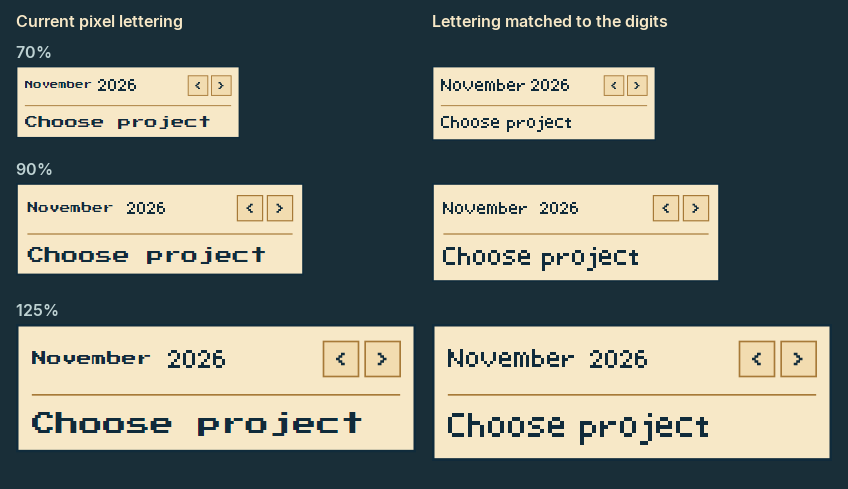 Current pixel lettering
Lettering matched to the digits
70%
November 2026 < >
Choose project
November 2026 < >
Choose project
90%
November 2026 < >
Choose project
November 2026 < >
Choose project
125%
November 2026 < >
Choose project
November 2026 < >
Choose project